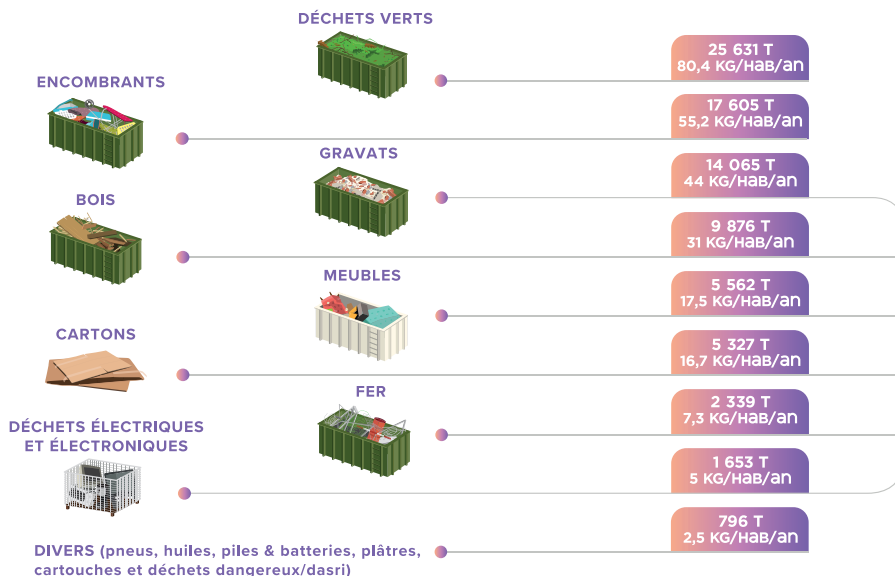 DÉCHETS VERTS
25 631 T
80,4 KG/HaB/an
ENCOMBRANTS
17 605 T
55,2 KG/HaB/an
GRAVATS
14 065 T
44 KG/HaB/an
BOIS
9 876 T
31 KG/HaB/an
MEUBLES
5 562 T
17,5 KG/HaB/an
CARTONS
5 327 T
16,7 KG/HaB/an
FER
2 339 T
7,3 KG/HaB/an
DÉCHETS ÉLECTRIQUES
ET ÉLECTRONIQUES
1 653 T
5 KG/HaB/an
DIVERS (pneus, huiles, piles & batteries, plâtres,
cartouches et déchets dangereux/dasri)
796 T
2,5 KG/HaB/an